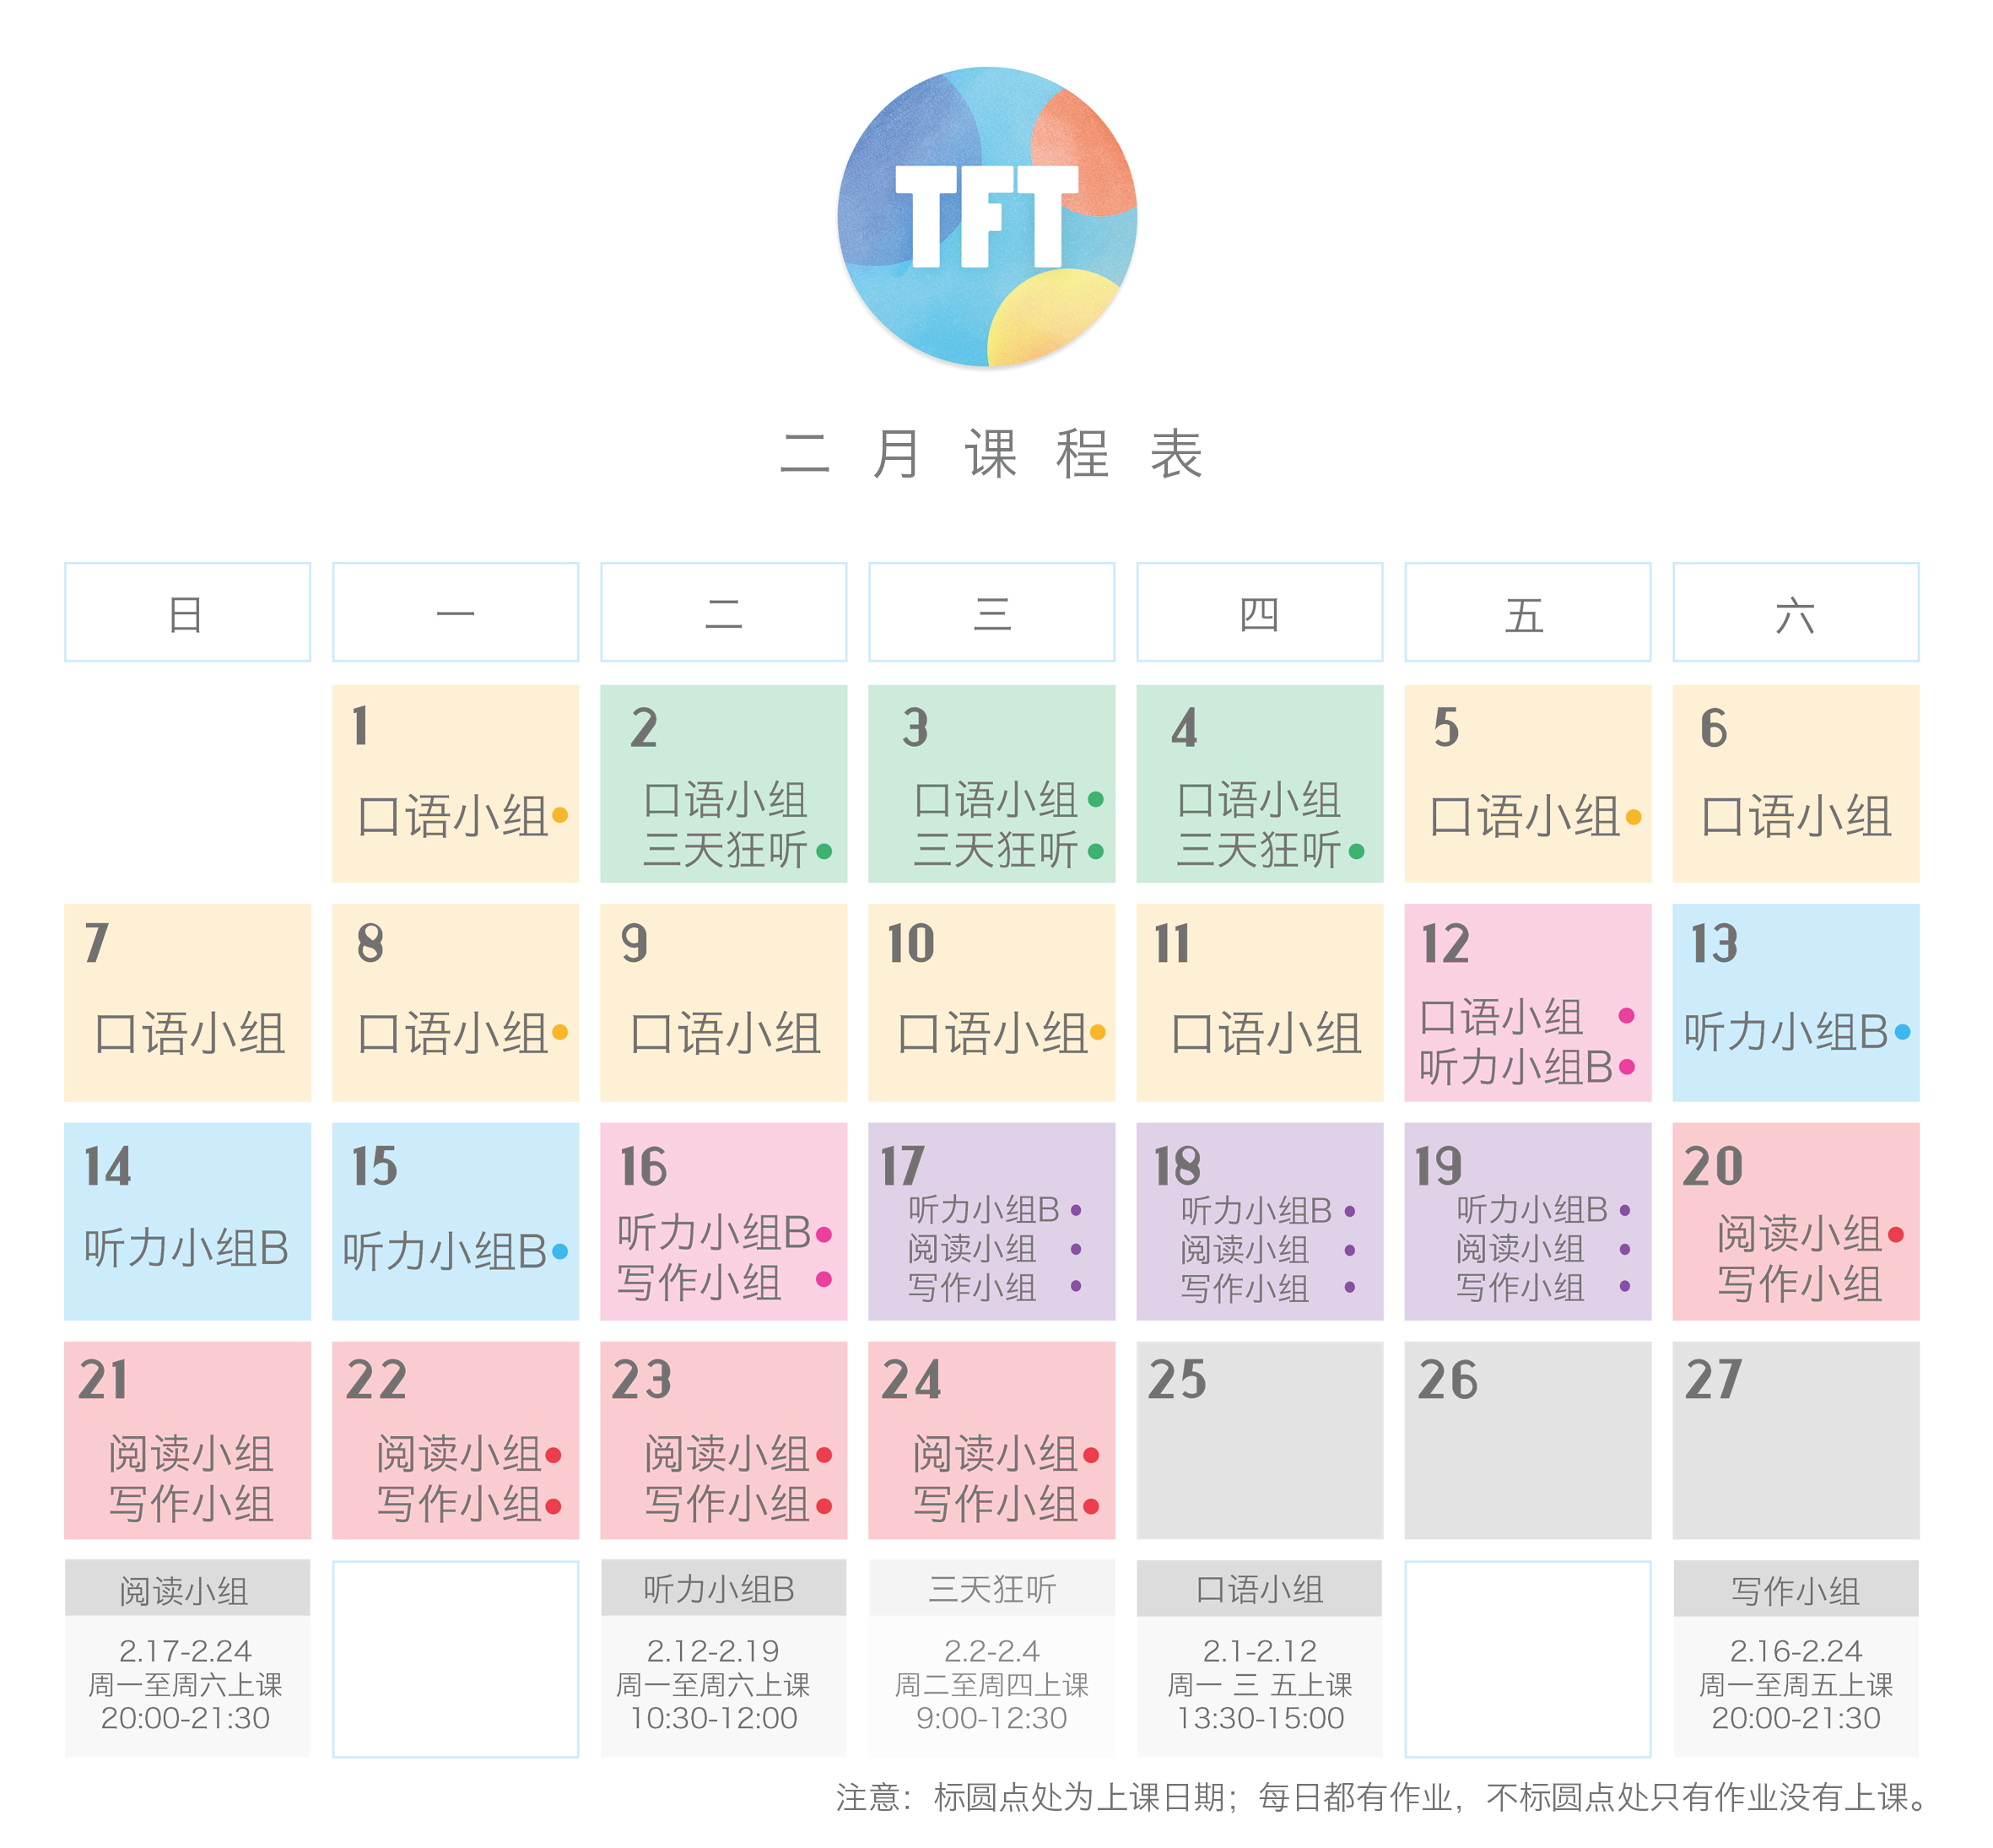 TFT
二月课程表
日 一 二 三 四 五 六
1
口语小组
2
口语小组
三天狂听
3
口语小组
三天狂听
4
口语小组
三天狂听
5
口语小组
6
口语小组
7
口语小组
8
口语小组
9
口语小组
10
口语小组
11
口语小组
12
口语小组
听力小组B
13
听力小组B
14
听力小组B
15
听力小组B
16
听力小组B
写作小组
17
听力小组B
阅读小组
写作小组
18
听力小组B
阅读小组
写作小组
19
听力小组B
阅读小组
写作小组
20
阅读小组
写作小组
21
阅读小组
写作小组
22
阅读小组
写作小组
23
阅读小组
写作小组
24
阅读小组
写作小组
25
26
27
阅读小组
2.17-2.24
周一至周六上课
20:00-21:30
听力小组B
2.12-2.19
周一至周六上课
10:30-12:00
三天狂听
2.2-2.4
周二至周四上课
9:00-12:30
口语小组
2.1-2.12
周一 三 五上课
13:30-15:00
写作小组
2.16-2.24
周一至周五上课
20:00-21:30
注意：标圆点处为上课日期；每日都有作业，不标圆点处只有作业没有上课。